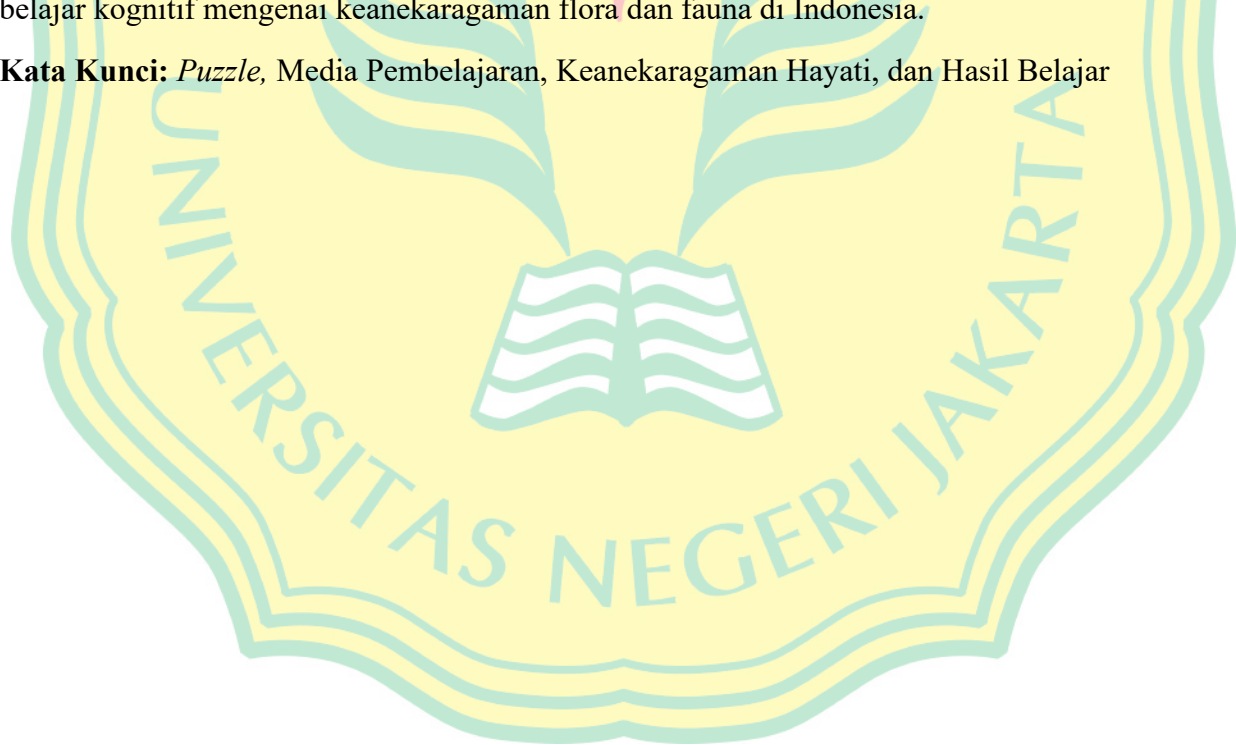 belajar kognitif mengenai keanekaragaman flora dan fauna di Indonesia.
Kata Kunci: Puzzle, Media Pembelajaran, Keanekaragaman Hayati, dan Hasil Belajar
UNIVERSITAS NEGERI JAKARTA